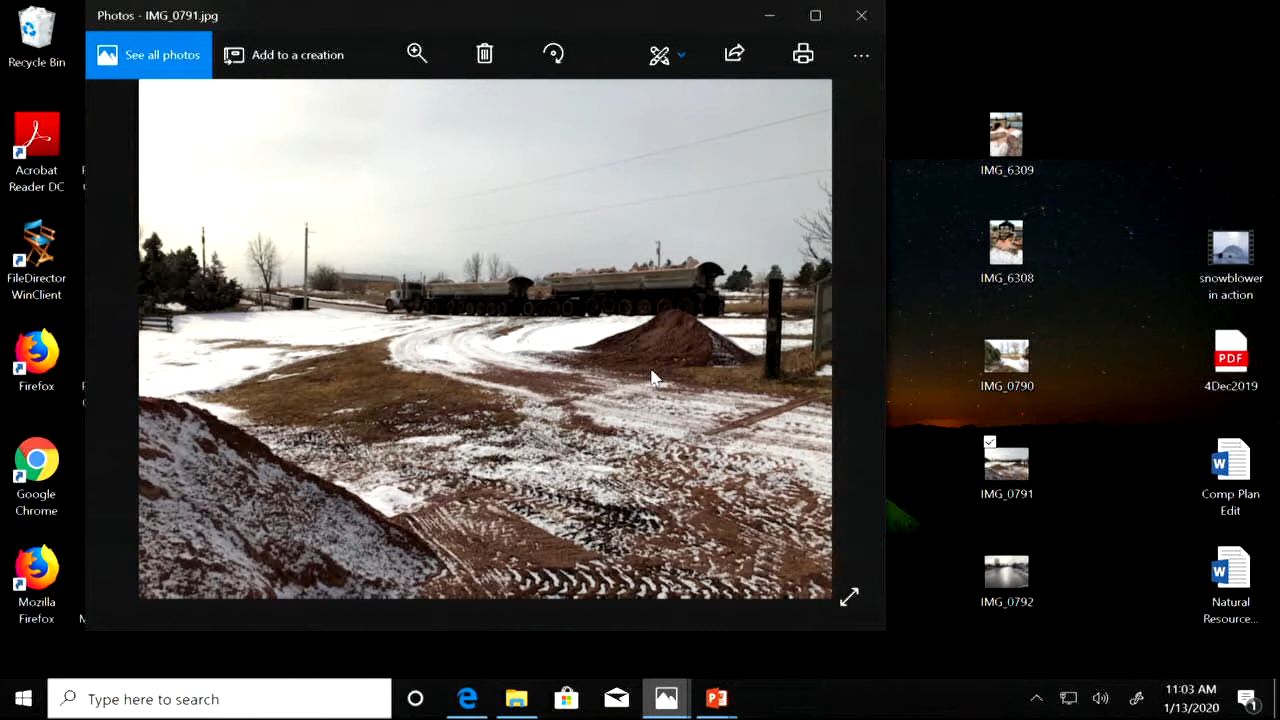 Photos - IMG_0791.jpg
See all photos
Add to a creation
Recycle Bin
Acrobat
Reader DC
FileDirector
WinClient
Firefox
Google
Chrome
Mozilla
Firefox
IMG_6309
IMG_6308
IMG_0790
IMG_0791
IMG_0792
snowblower
in action
PDF
4Dec2019
W
Comp Plan
Edit
W
Natural
Resource...
Type here to search
11:03 AM
1/13/2020
1